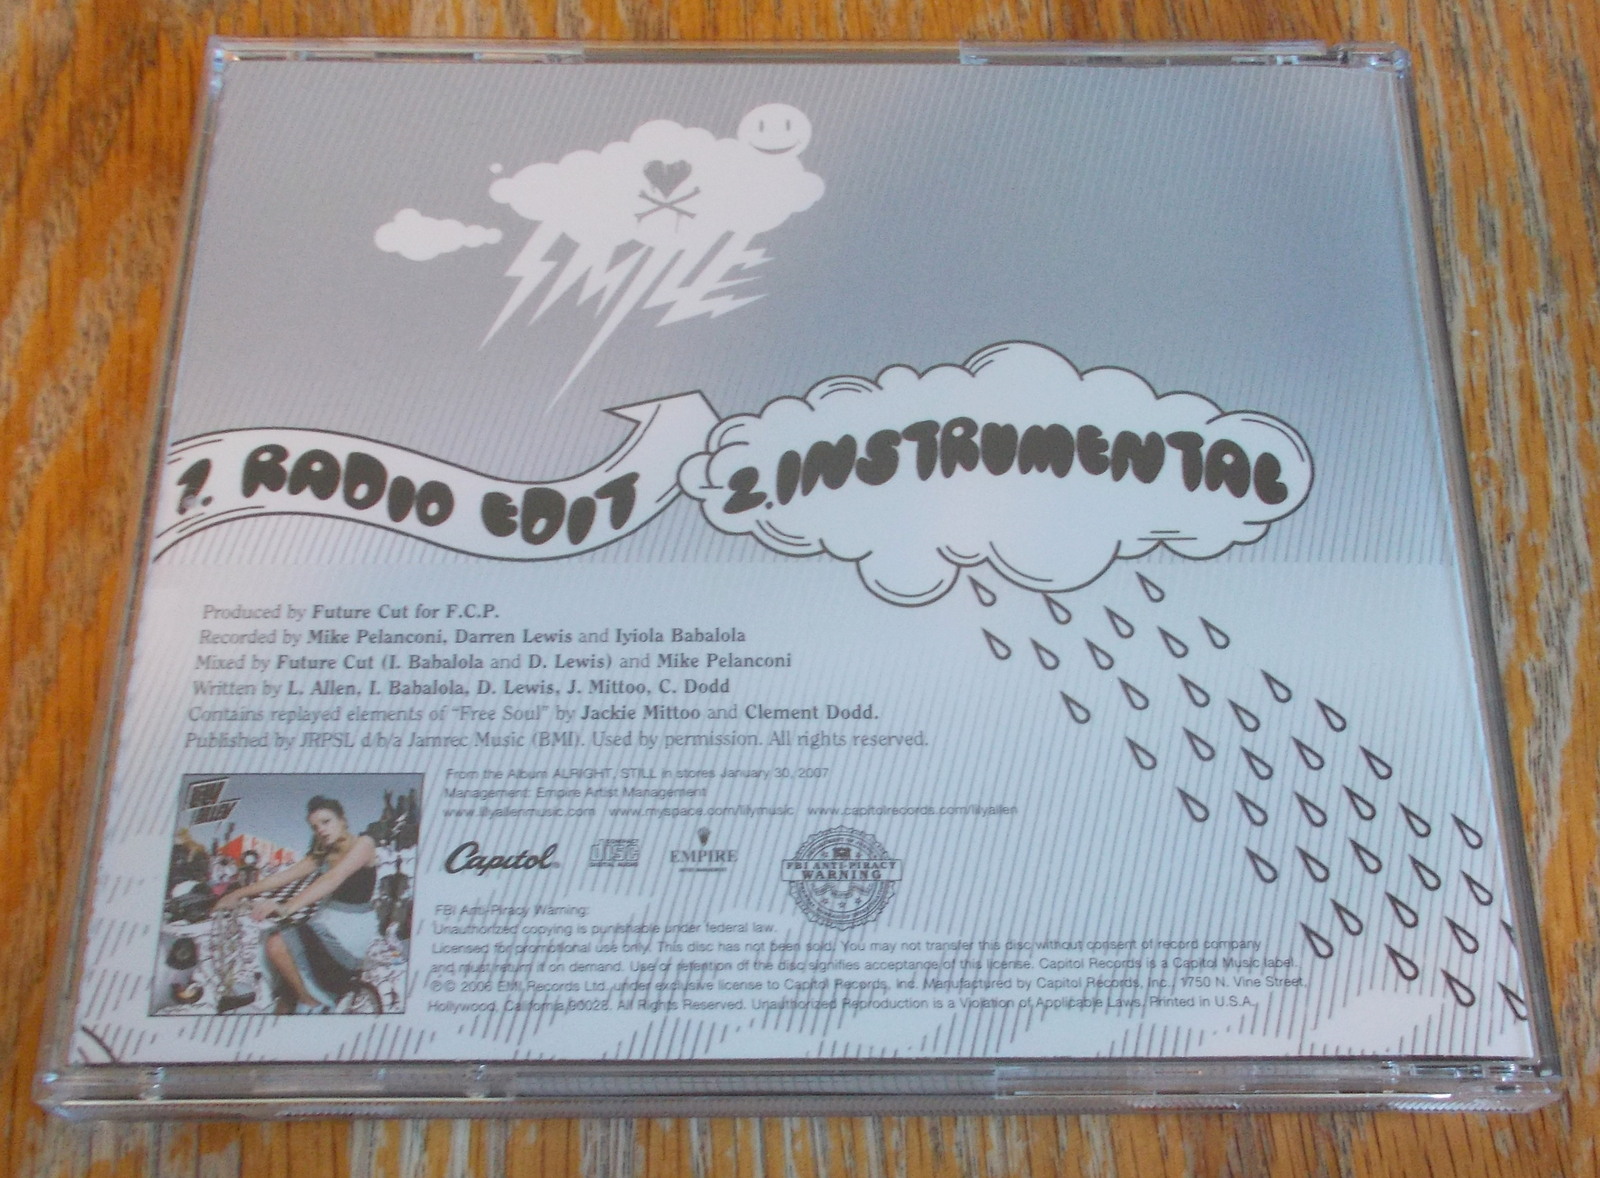 SMILE
1. RADIO EDIT
2. INSTRUMENTAL
Produced by Future Cut for F.C.P.
Recorded by Mike Pelanconi, Darren Lewis and Iyiola Babalola
Mixed by Future Cut (I. Babalola and D. Lewis) and Mike Pelanconi
Written by L. Allen, I. Babalola, D. Lewis, J. Mittoo, C. Dodd
Contains replayed elements of "Free Soul" by Jackie Mittoo and Clement Dodd.
Published by JRPSL d/b/a Jamrec Music (BMI). Used by permission. All rights reserved.
LILY
ALLEN
From the Album ALRIGHT, STILL in stores January 30, 2007
Management: Empire Artist Management
www.lilyallenmusic.com www.myspace.com/lilymusic www.capitolrecords.com/lilyallen
Capitol
COMPACT
disc
DIGITAL AUDIO
EMPIRE
FBI ANTI-PIRACY
WARNING
FBI Anti-Piracy Warning:
Unauthorized copying is punishable under federal law.
Licensed for promotional use only. This disc has not been sold. You may not transfer this disc without consent of record company
and must return it on demand. Use or retention of the disc signifies acceptance of this license. Capitol Records is a Capitol Music label.
℗© 2006 EMI Records Ltd. under exclusive license to Capitol Records, Inc. Manufactured by Capitol Records, Inc., 1750 N. Vine Street,
Hollywood, California 90028. All Rights Reserved. Unauthorized Reproduction is a Violation of Applicable Laws. Printed in U.S.A.